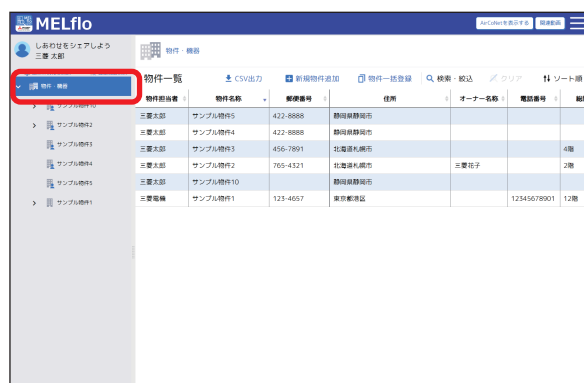 MELflo
AirCoNetを表示する 関連動画
しあわせをシェアしよう
三菱 太郎
物件・機器
物件・機器
サンプル物件10
サンプル物件2
サンプル物件3
サンプル物件4
サンプル物件5
サンプル物件1
物件一覧 CSV出力 新規物件追加 物件一括登録 検索・絞込 クリア ソート順
物件担当者 物件名称 郵便番号 住所 オーナー名称 電話番号
三菱太郎 サンプル物件5 422-8888 静岡県静岡市
三菱太郎 サンプル物件4 422-8888 静岡県静岡市
三菱太郎 サンプル物件3 456-7891 北海道札幌市 4階
三菱太郎 サンプル物件2 765-4321 北海道札幌市 三菱花子 2階
三菱太郎 サンプル物件10 静岡県静岡市
三菱電機 サンプル物件1 123-4657 東京都港区 12345678901 12階